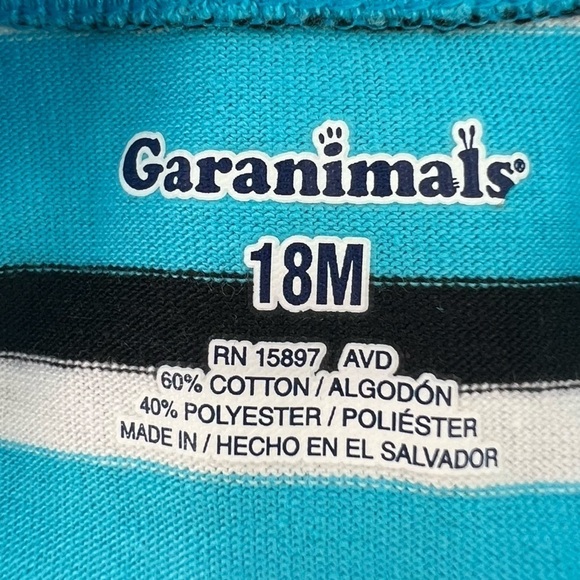 Garanimals®
18M
RN 15897 AVD
60% COTTON / ALGODÓN
40% POLYESTER / POLIÉSTER
MADE IN / HECHO EN EL SALVADOR